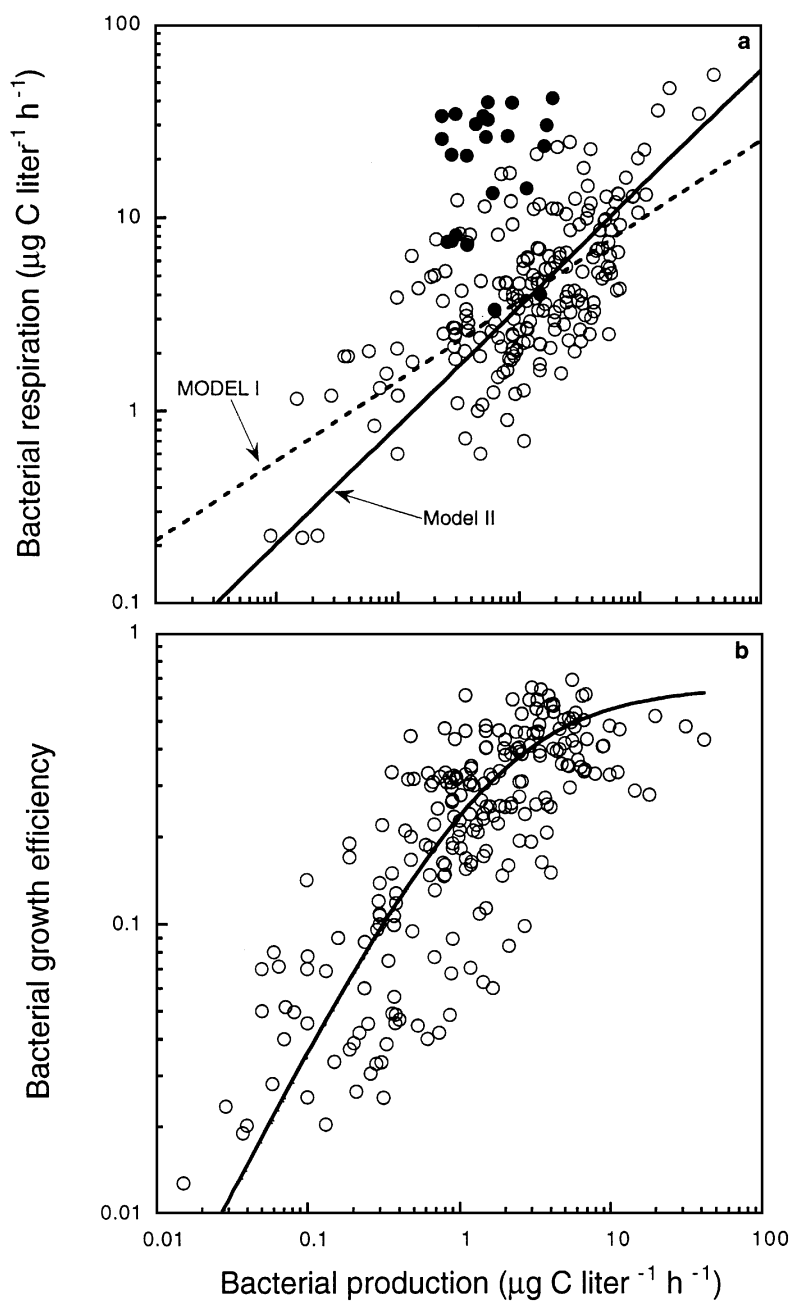 100
a
10
1
0.1
Bacterial respiration (μg C liter⁻¹ h⁻¹)
MODEL I
Model II
1
b
0.1
0.01
Bacterial growth efficiency
0.01 0.1 1 10 100
Bacterial production (μg C liter ⁻¹ h⁻¹)